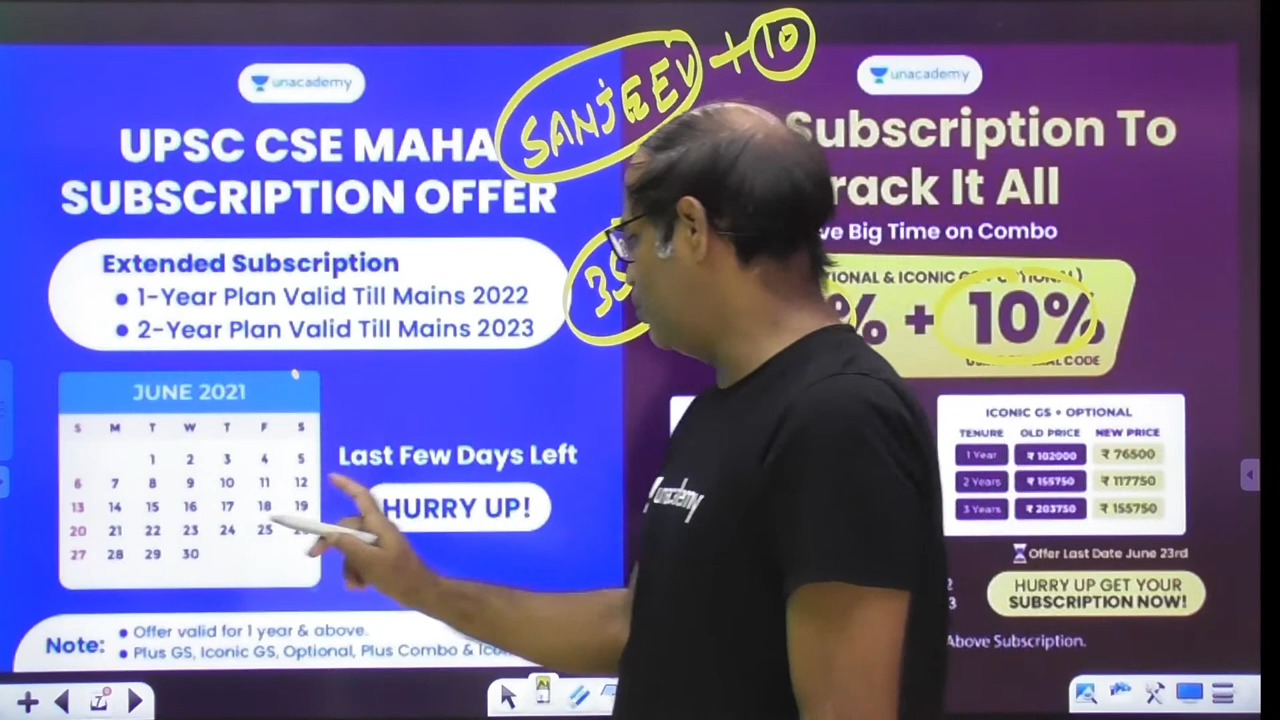 SANJEEV + 10
unacademy
UPSC CSE MAHA
SUBSCRIPTION OFFER
Extended Subscription
• 1-Year Plan Valid Till Mains 2022
• 2-Year Plan Valid Till Mains 2023
JUNE 2021
S M T W T F S
1 2 3 4 5
6 7 8 9 10 11 12
13 14 15 16 17 18 19
20 21 22 23 24 25
27 28 29 30
Last Few Days Left
HURRY UP!
Note:
• Offer valid for 1 year & above.
• Plus GS, Iconic GS, Optional, Plus Combo &
unacademy
Subscription To
It All
Big Time on Combo
& ICONIC
% + 10%
CODE
ICONIC GS + OPTIONAL
TENURE OLD PRICE NEW PRICE
1 Year ₹ 102000 ₹ 76500
2 Years ₹ 155750 ₹ 117750
3 Years ₹ 203750 ₹ 155750
Offer Last Date June 23rd
HURRY UP GET YOUR
SUBSCRIPTION NOW!
Above Subscription.
unacademy